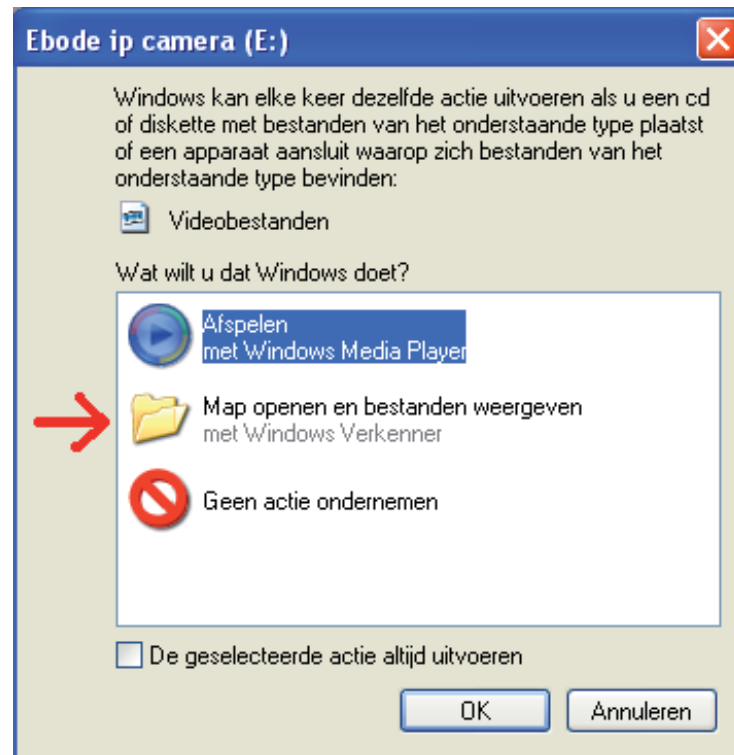 Ebode ip camera (E:)
Windows kan elke keer dezelfde actie uitvoeren als u een cd
of diskette met bestanden van het onderstaande type plaatst
of een apparaat aansluit waarop zich bestanden van het
onderstaande type bevinden:
Videobestanden
Wat wilt u dat Windows doet?
Afspelen
met Windows Media Player
Map openen en bestanden weergeven
met Windows Verkenner
Geen actie ondernemen
De geselecteerde actie altijd uitvoeren
OK
Annuleren